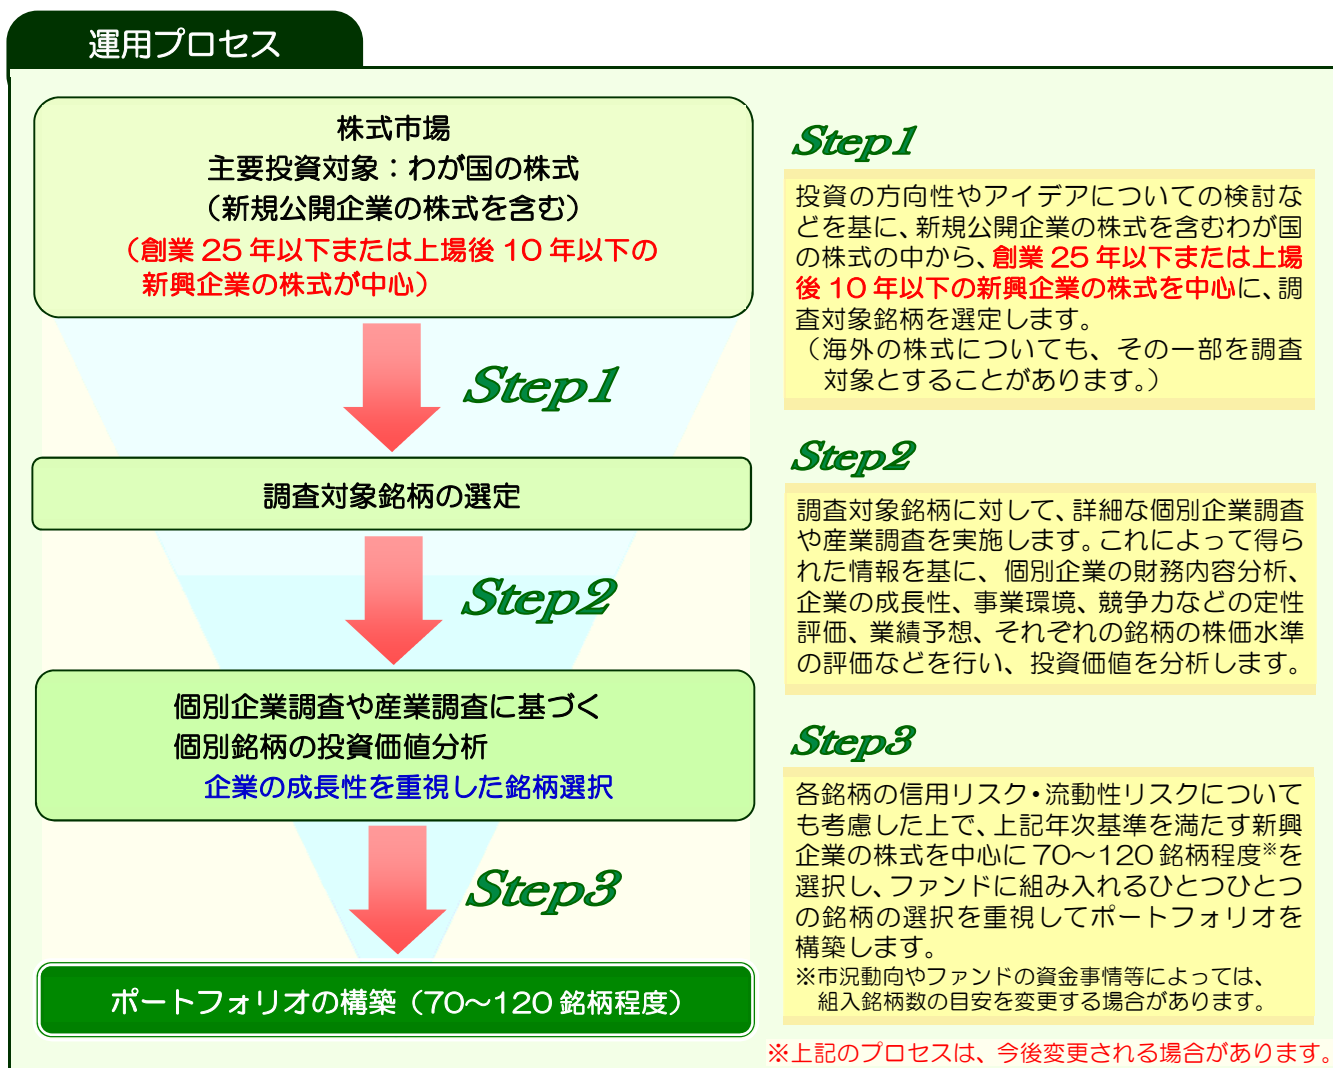 運用プロセス
株式市場
主要投資対象：わが国の株式
（新規公開企業の株式を含む）
（創業 25 年以下または上場後 10 年以下の
新興企業の株式が中心）
Step1
調査対象銘柄の選定
Step2
個別企業調査や産業調査に基づく
個別銘柄の投資価値分析
企業の成長性を重視した銘柄選択
Step3
ポートフォリオの構築（70～120 銘柄程度）
Step1
投資の方向性やアイデアについての検討な
どを基に、新規公開企業の株式を含むわが国
の株式の中から、創業 25 年以下または上場
後 10 年以下の新興企業の株式を中心に、調
査対象銘柄を選定します。
（海外の株式についても、その一部を調査
対象とすることがあります。）
Step2
調査対象銘柄に対して、詳細な個別企業調査
や産業調査を実施します。これによって得ら
れた情報を基に、個別企業の財務内容分析、
企業の成長性、事業環境、競争力などの定性
評価、業績予想、それぞれの銘柄の株価水準
の評価などを行い、投資価値を分析します。
Step3
各銘柄の信用リスク・流動性リスクについて
も考慮した上で、上記年次基準を満たす新興
企業の株式を中心に 70～120 銘柄程度※を
選択し、ファンドに組み入れるひとつひとつ
の銘柄の選択を重視してポートフォリオを
構築します。
※市況動向やファンドの資金事情等によっては、
組入銘柄数の目安を変更する場合があります。
※上記のプロセスは、今後変更される場合があります。